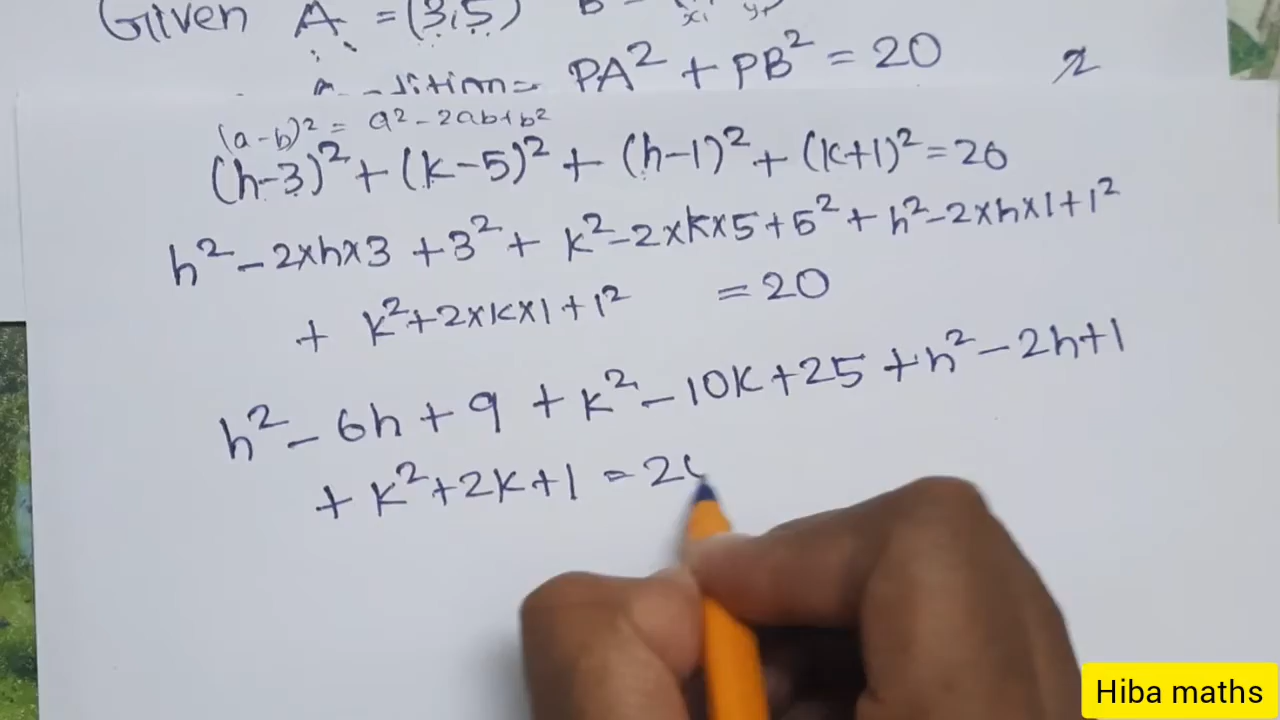 Given A = (3,5) B
x, y,
PA² + PB² = 20
(a-b)² = a² - 2ab + b²
(h-3)² + (k-5)² + (h-1)² + (k+1)² = 20
h² - 2×h×3 + 3² + k² - 2×k×5 + 5² + h² - 2×h×1 + 1²
+ k² + 2×k×1 + 1² = 20
h² - 6h + 9 + k² - 10k + 25 + h² - 2h + 1
+ k² + 2k + 1 = 2
Hiba maths